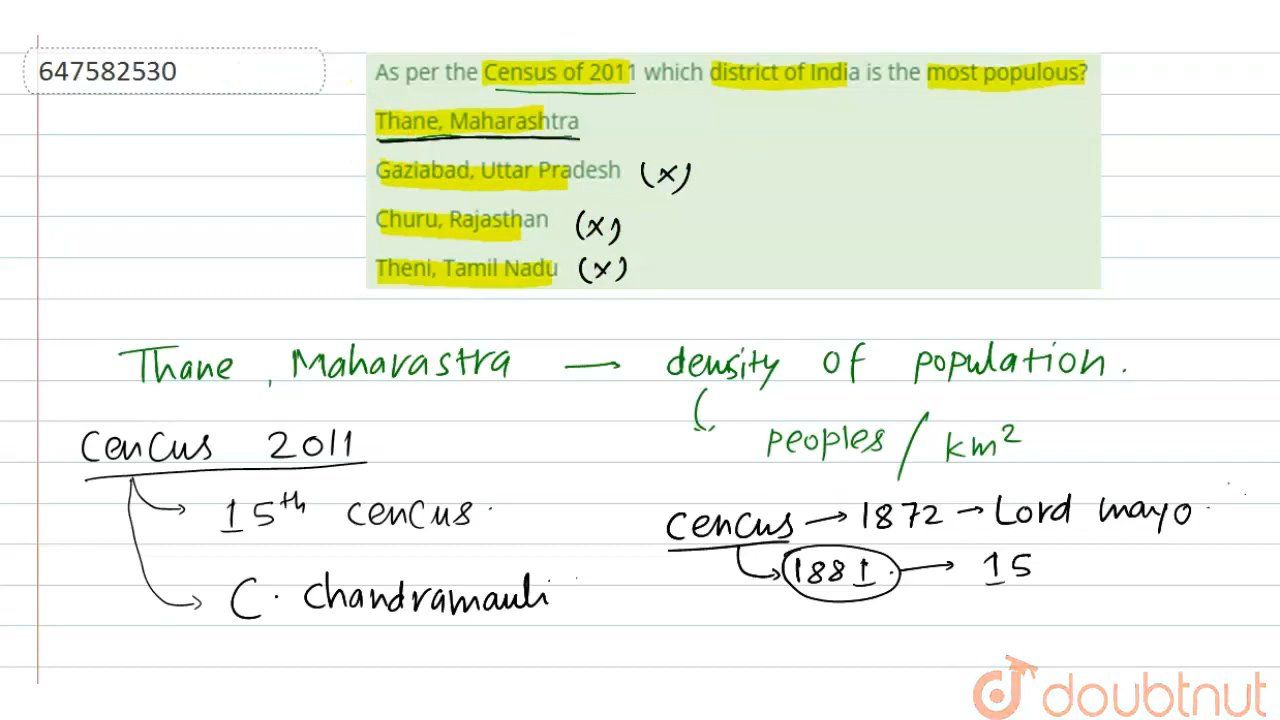 647582530
As per the Census of 2011 which district of India is the most populous?
Thane, Maharashtra
Gaziabad, Uttar Pradesh (x)
Churu, Rajasthan (x)
Theni, Tamil Nadu (x)
Thane, Maharastra → density of population.
peoples / km²
CenCus 2011
15th cencus.
C. Chandramauli
cencus → 1872 → Lord mayo
1881 → 15
doubtnut